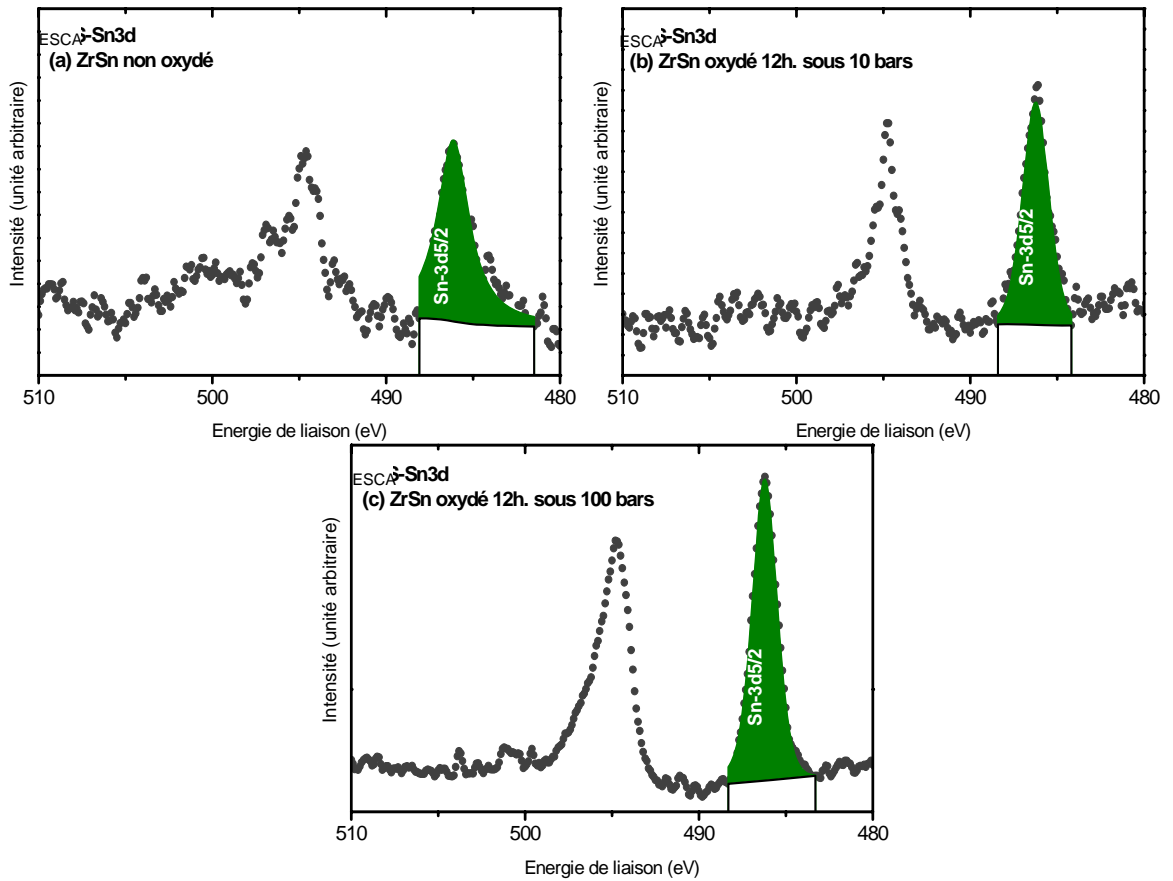 ESCA S-Sn3d
(a) ZrSn non oxydé
Intensité (unité arbitraire)
Sn-3d5/2
510 500 490 480
Energie de liaison (eV)
ESCA S-Sn3d
(b) ZrSn oxydé 12h. sous 10 bars
Intensité (unité arbitraire)
Sn-3d5/2
510 500 490 480
Energie de liaison (eV)
ESCA S-Sn3d
(c) ZrSn oxydé 12h. sous 100 bars
Intensité (unité arbitraire)
Sn-3d5/2
510 500 490 480
Energie de liaison (eV)